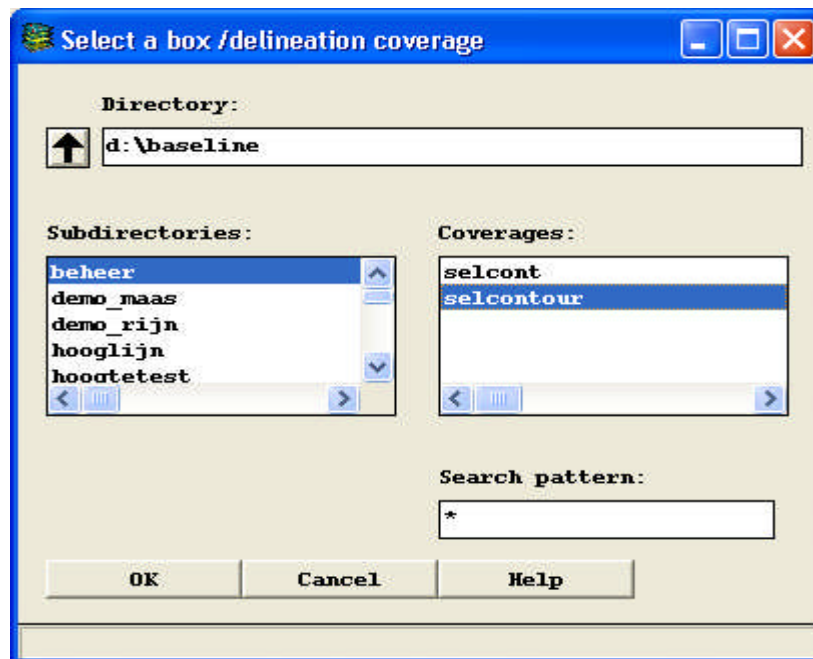 Select a box /delineation coverage
Directory:
d:\baseline
Subdirectories:
beheer
demo_maas
demo_rijn
hooglijn
hoogtetest
Coverages:
selcont
selcontour
Search pattern:
*
OK
Cancel
Help